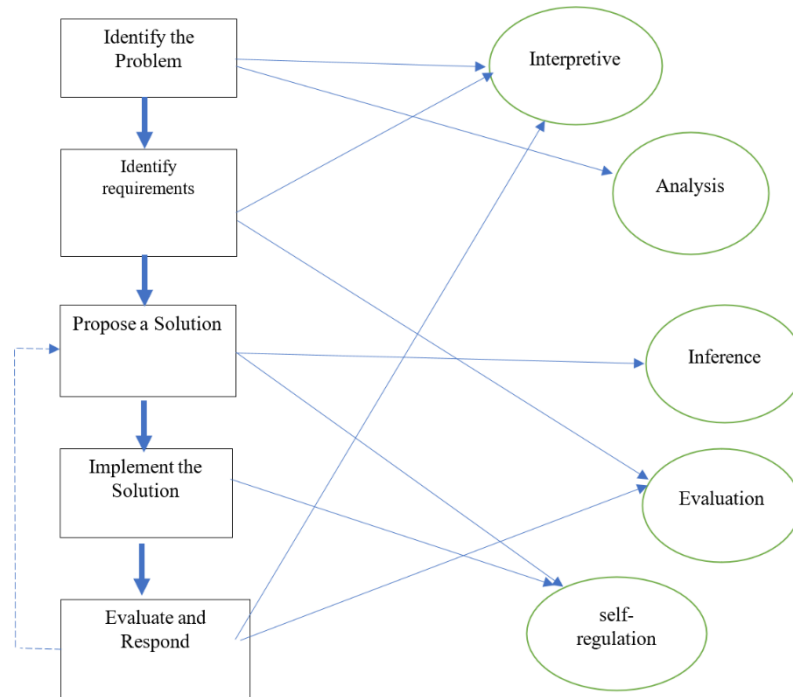 Identify the
Problem
Interpretive
Identify
requirements
Analysis
Propose a Solution
Inference
Implement the
Solution
Evaluation
Evaluate and
Respond
self-
regulation